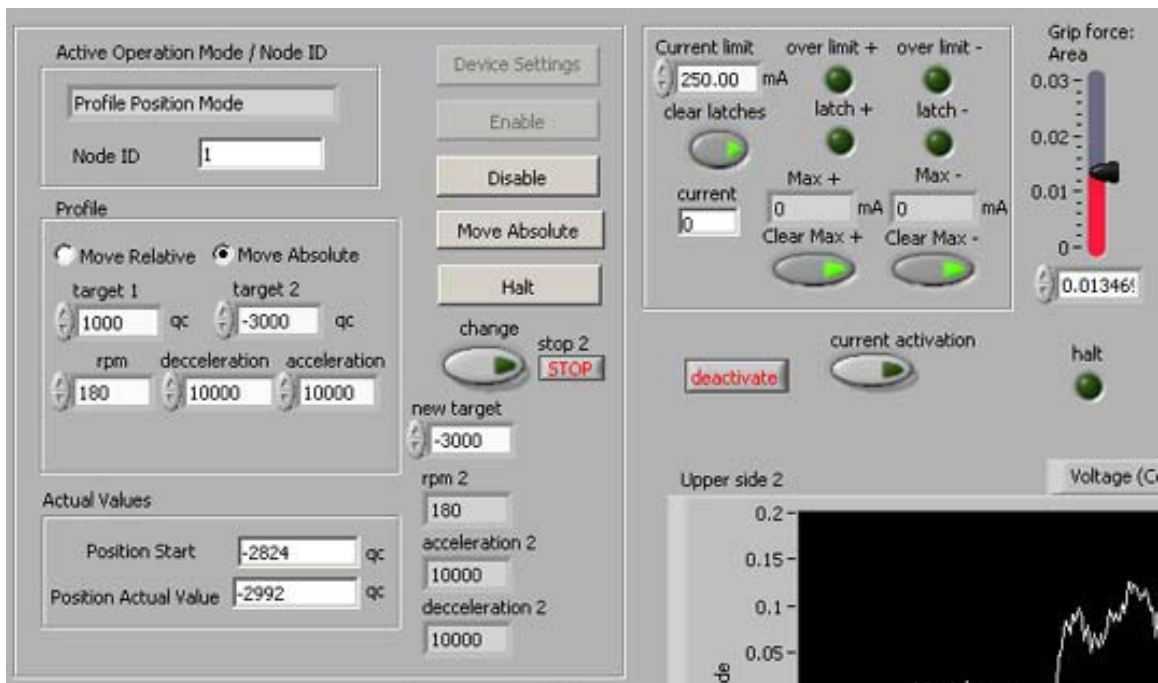 Active Operation Mode / Node ID
Profile Position Mode
Node ID 1
Profile
Move Relative Move Absolute
target 1 target 2
1000 qc -3000 qc
rpm decceleration acceleration
180 10000 10000
Actual Values
Position Start -2824 qc
Position Actual Value -2992 qc
Device Settings
Enable
Disable
Move Absolute
Halt
change
stop 2
STOP
new target
-3000
rpm 2
180
acceleration 2
10000
decceleration 2
10000
Current limit over limit + over limit -
250.00 mA
clear latches latch + latch -
current Max + Max -
0 0 mA 0 mA
Clear Max + Clear Max -
Grip force:
Area
0.03
0.02
0.01
0
0.01346
deactivate
current activation
halt
Upper side 2
Voltage (C
0.2
0.15
0.1
0.05
de